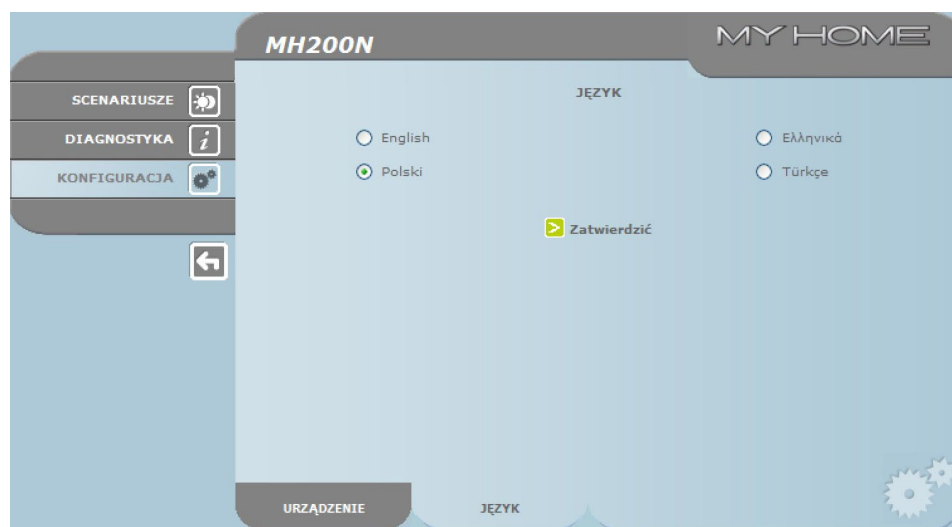 MH200N
MY HOME
SCENARIUSZE
DIAGNOSTYKA
KONFIGURACJA
JĘZYK
English
Ελληνικά
Polski
Türkçe
Zatwierdzić
URZĄDZENIE
JĘZYK